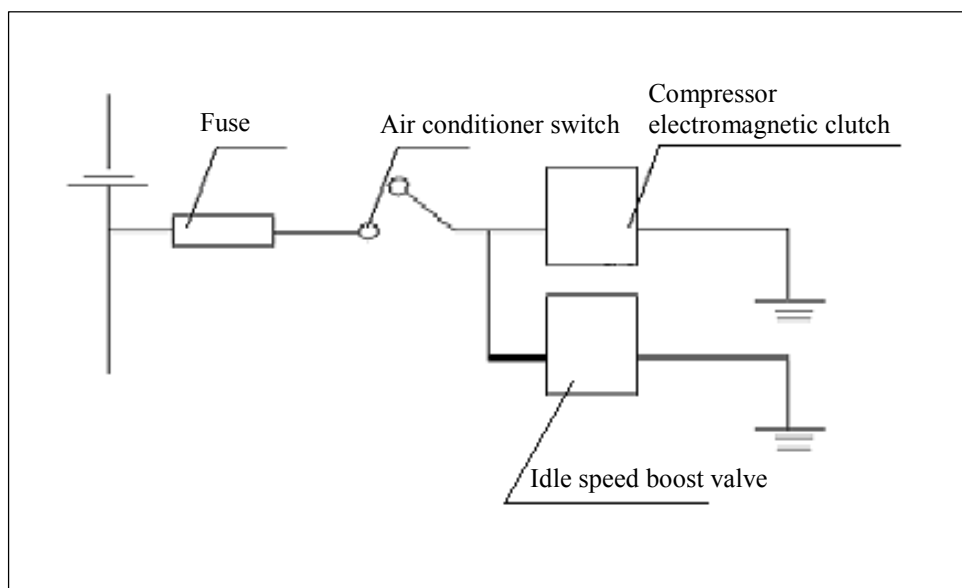 Fuse
Air conditioner switch
Compressor
electromagnetic clutch
Idle speed boost valve